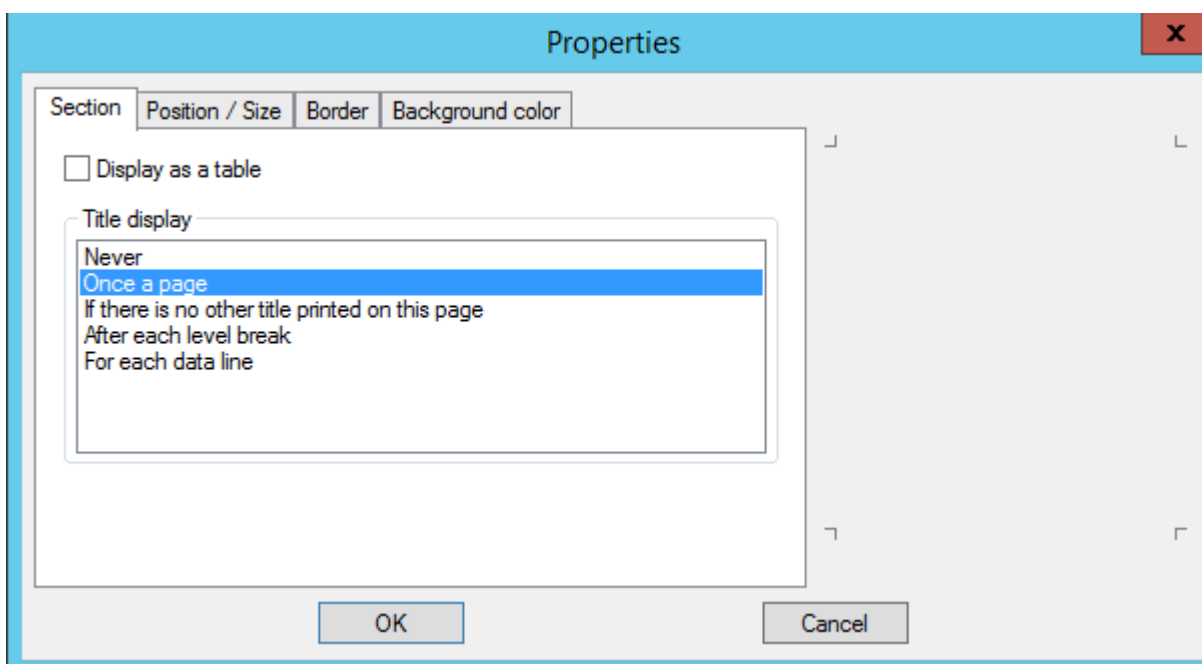 Properties
x
Section Position / Size Border Background color
Display as a table
Title display
Never
Once a page
If there is no other title printed on this page
After each level break
For each data line
OK Cancel